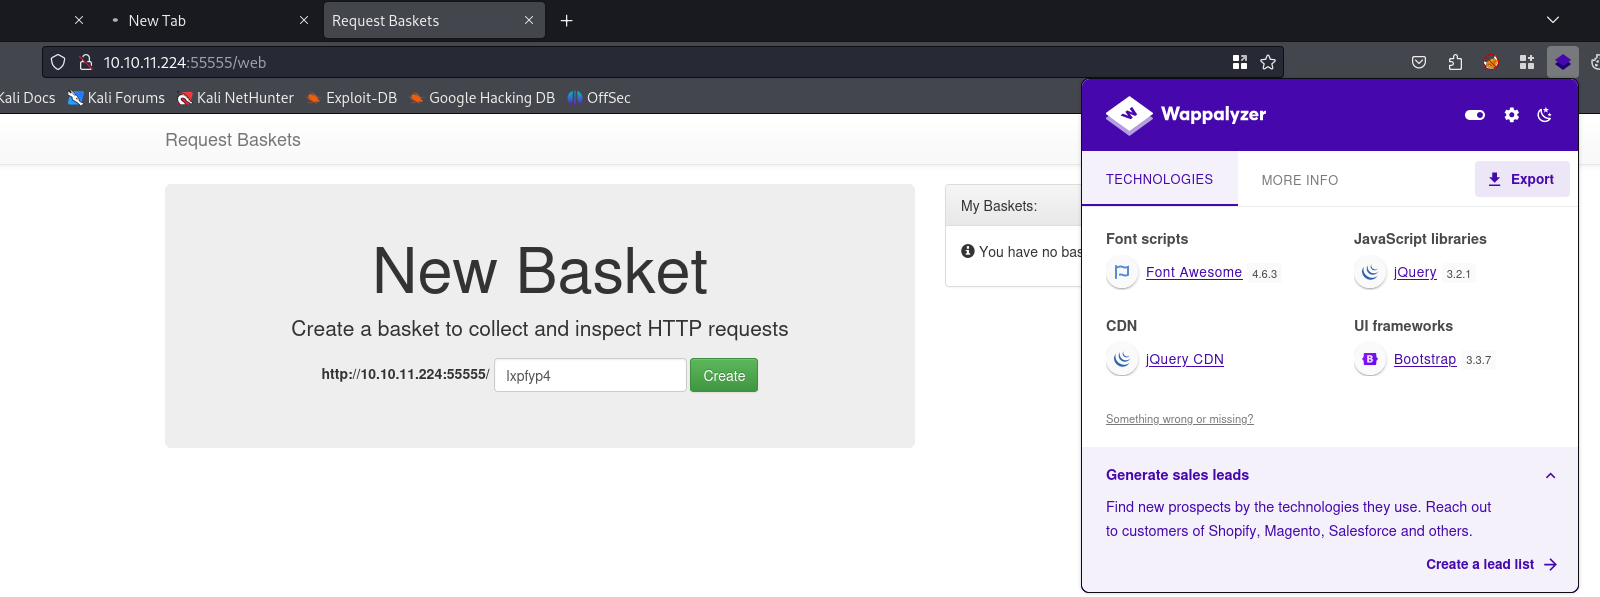 New Tab
Request Baskets
10.10.11.224:55555/web
Kali Docs
Kali Forums
Kali NetHunter
Exploit-DB
Google Hacking DB
OffSec
Request Baskets
New Basket
Create a basket to collect and inspect HTTP requests
http://10.10.11.224:55555/
lxpfyp4
Create
My Baskets:
You have no bas
Wappalyzer
TECHNOLOGIES
MORE INFO
Export
Font scripts
Font Awesome 4.6.3
JavaScript libraries
jQuery 3.2.1
CDN
jQuery CDN
UI frameworks
Bootstrap 3.3.7
Something wrong or missing?
Generate sales leads
Find new prospects by the technologies they use. Reach out
to customers of Shopify, Magento, Salesforce and others.
Create a lead list